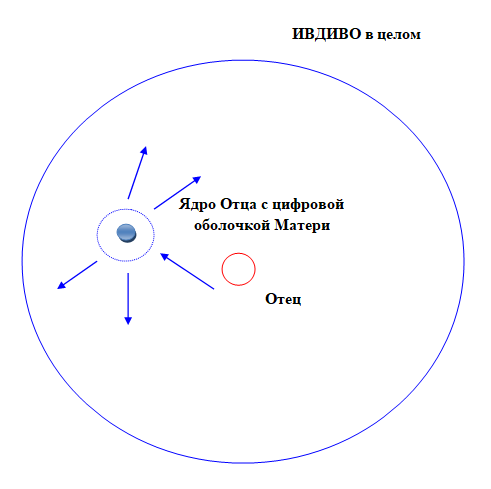 ИВДИВО в целом
Ядро Отца с цифровой
оболочкой Матери
Отец